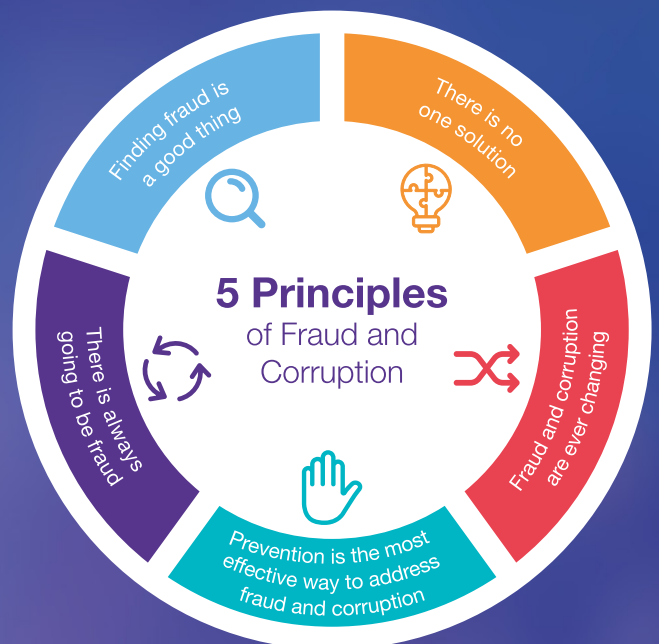 5 Principles
of Fraud and
Corruption
There is no
one solution
Fraud and corruption
are ever changing
Prevention is the most
effective way to address
fraud and corruption
There is always
going to be fraud
Finding fraud is
a good thing